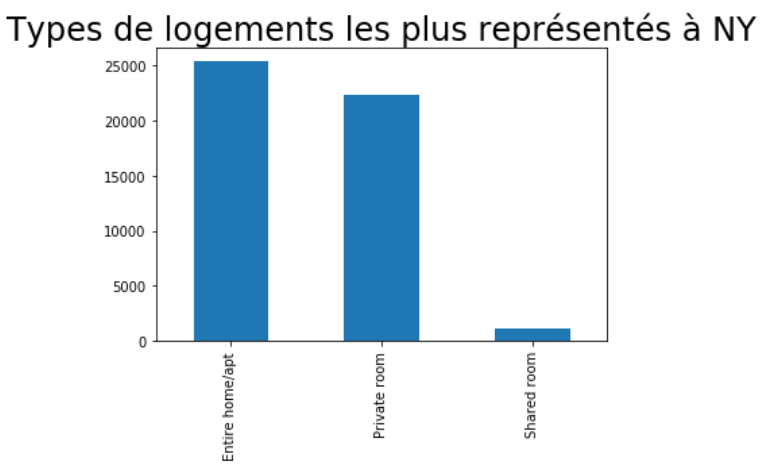 Types de logements les plus représentés à NY
25000
20000
15000
10000
5000
0
Entire home/apt
Private room
Shared room